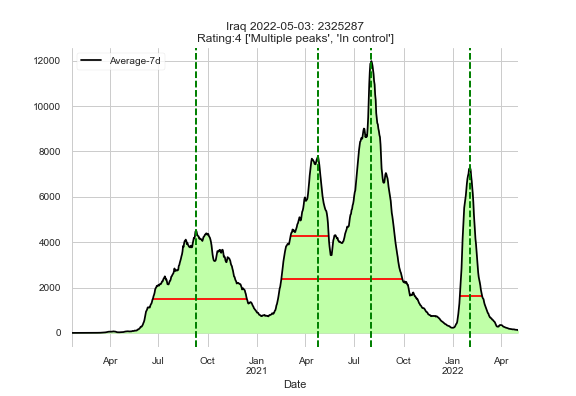 Iraq 2022-05-03: 2325287
Rating:4 ['Multiple peaks', 'In control']
Average-7d
12000
10000
8000
6000
4000
2000
0
Apr Jul Oct Jan Apr Jul Oct Jan Apr
2021 2022
Date